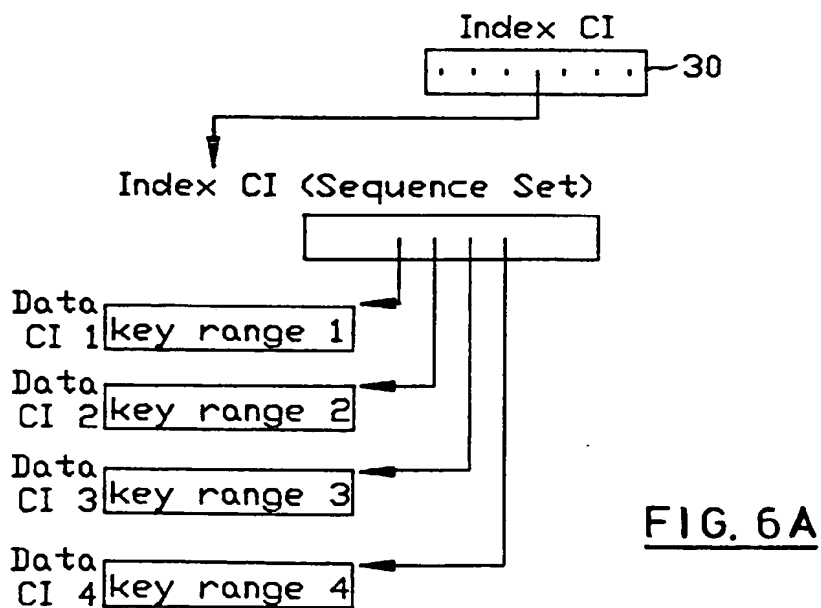 Index CI
30
Index CI (Sequence Set)
Data
CI 1 key range 1
Data
CI 2 key range 2
Data
CI 3 key range 3
Data
CI 4 key range 4
FIG. 6A